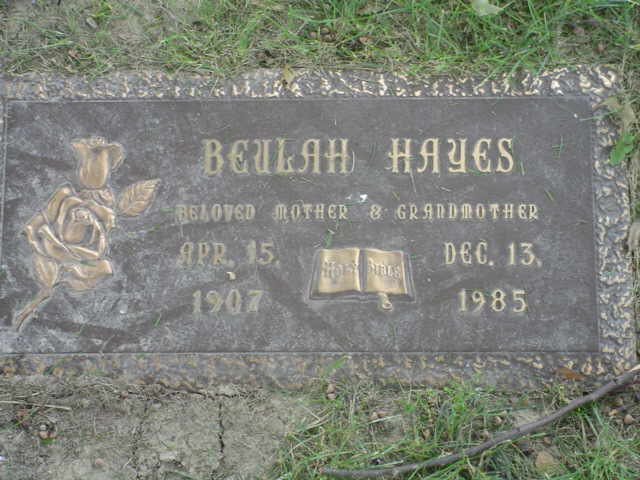 BEULAH HAYES
BELOVED MOTHER & GRANDMOTHER
APR. 15, 1907
HOLY BIBLE
DEC. 13, 1985